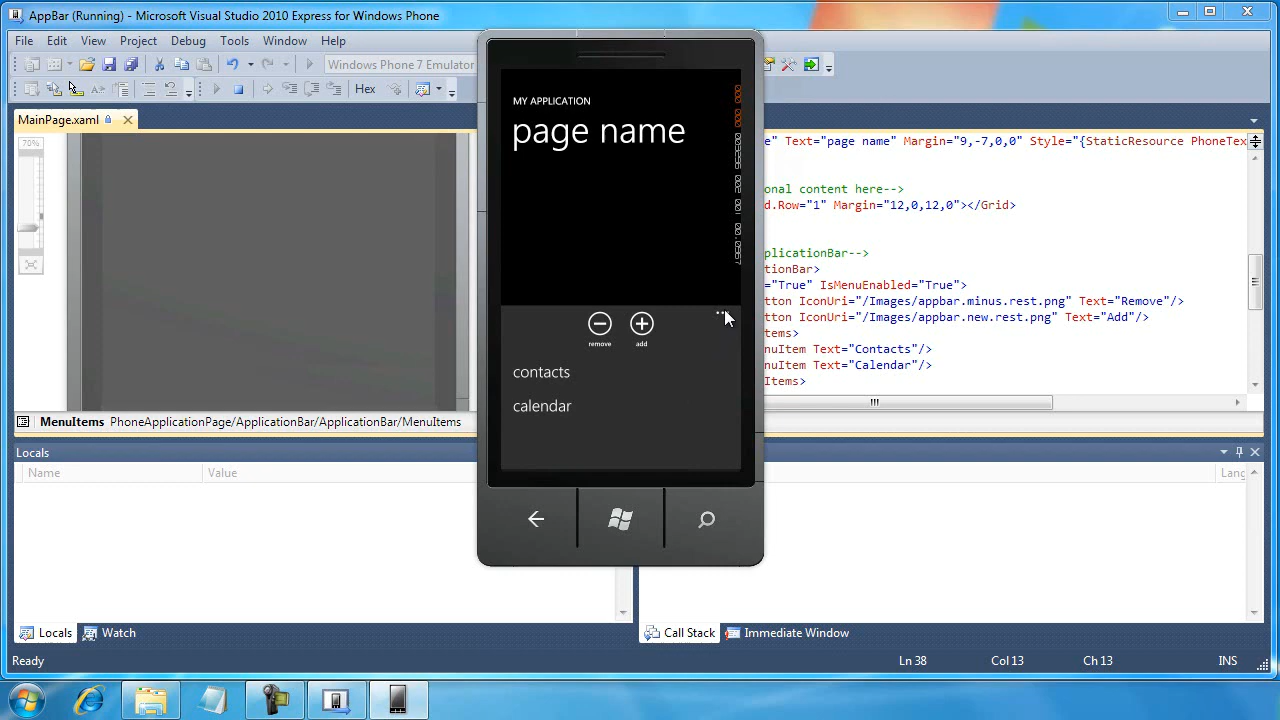 AppBar (Running) - Microsoft Visual Studio 2010 Express for Windows Phone
File Edit View Project Debug Tools Window Help
Windows Phone 7 Emulator
Hex
MainPage.xaml
70%
MY APPLICATION
page name
remove add
contacts
calendar
e" Text="page name" Margin="9,-7,0,0" Style="{StaticResource PhoneTex
onal content here-->
d.Row="1" Margin="12,0,12,0"></Grid>
plicationBar-->
tionBar>
="True" IsMenuEnabled="True">
utton IconUri="/Images/appbar.minus.rest.png" Text="Remove"/>
utton IconUri="/Images/appbar.new.rest.png" Text="Add"/>
tems>
nuItem Text="Contacts"/>
nuItem Text="Calendar"/>
Items>
MenuItems PhoneApplicationPage/ApplicationBar/ApplicationBar/MenuItems
Locals
Name Value Lang
Locals Watch
Call Stack Immediate Window
Ready Ln 38 Col 13 Ch 13 INS